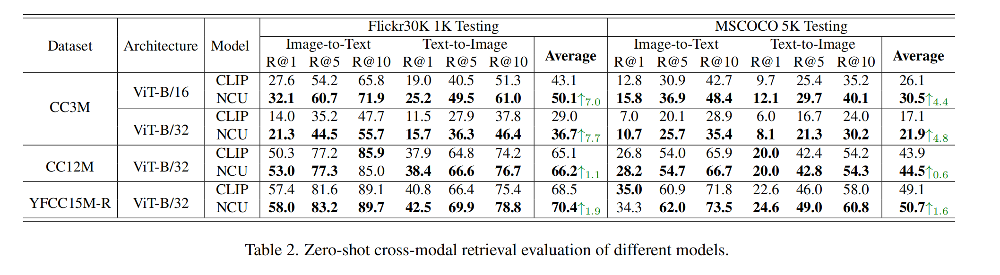 Flickr30K 1K Testing MSCOCO 5K Testing
Dataset Architecture Model Image-to-Text Text-to-Image Average Image-to-Text Text-to-Image Average
R@1 R@5 R@10 R@1 R@5 R@10 R@1 R@5 R@10 R@1 R@5 R@10
CC3M ViT-B/16 CLIP 27.6 54.2 65.8 19.0 40.5 51.3 43.1 12.8 30.9 42.7 9.7 25.4 35.2 26.1
NCU 32.1 60.7 71.9 25.2 49.5 61.0 50.1↑7.0 15.8 36.9 48.4 12.1 29.7 40.1 30.5↑4.4
ViT-B/32 CLIP 14.0 35.2 47.7 11.5 27.9 37.8 29.0 7.0 20.1 28.9 6.0 16.7 24.0 17.1
NCU 21.3 44.5 55.7 15.7 36.3 46.4 36.7↑7.7 10.7 25.7 35.4 8.1 21.3 30.2 21.9↑4.8
CC12M ViT-B/32 CLIP 50.3 77.2 85.9 37.9 64.8 74.2 65.1 26.8 54.0 65.9 20.0 42.4 54.2 43.9
NCU 53.0 77.3 85.0 38.4 66.6 76.7 66.2↑1.1 28.2 54.7 66.7 20.0 42.8 54.3 44.5↑0.6
YFCC15M-R ViT-B/32 CLIP 57.4 81.6 89.1 40.8 66.4 75.4 68.5 35.0 60.9 71.8 22.6 46.0 58.0 49.1
NCU 58.0 83.2 89.7 42.5 69.9 78.8 70.4↑1.9 34.3 62.0 73.5 24.6 49.0 60.8 50.7↑1.6
Table 2. Zero-shot cross-modal retrieval evaluation of different models.